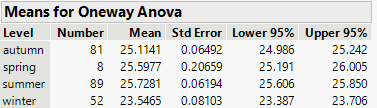 Means for Oneway Anova
Level Number Mean Std Error Lower 95% Upper 95%
autumn 81 25.1141 0.06492 24.986 25.242
spring 8 25.5977 0.20659 25.191 26.005
summer 89 25.7281 0.06194 25.606 25.850
winter 52 23.5465 0.08103 23.387 23.706